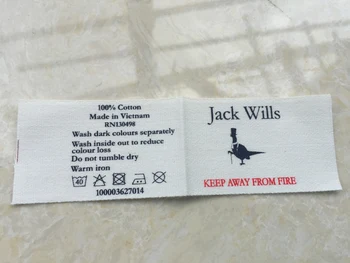 100% Cotton
Made in Vietnam
RN130498
Wash dark colours separately
Wash inside out to reduce
colour loss
Do not tumble dry
Warm iron
40
100003627014
Jack Wills
KEEP AWAY FROM FIRE